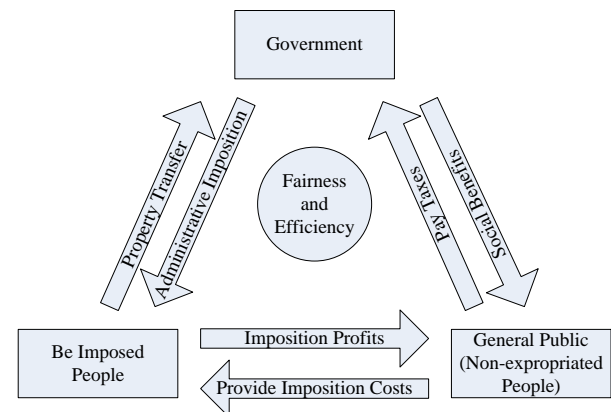 Government
Property Transfer
Administrative Imposition
Fairness
and
Efficiency
Pay Taxes
Social Benefits
Be Imposed
People
Imposition Profits
Provide Imposition Costs
General Public
(Non-expropriated
People)